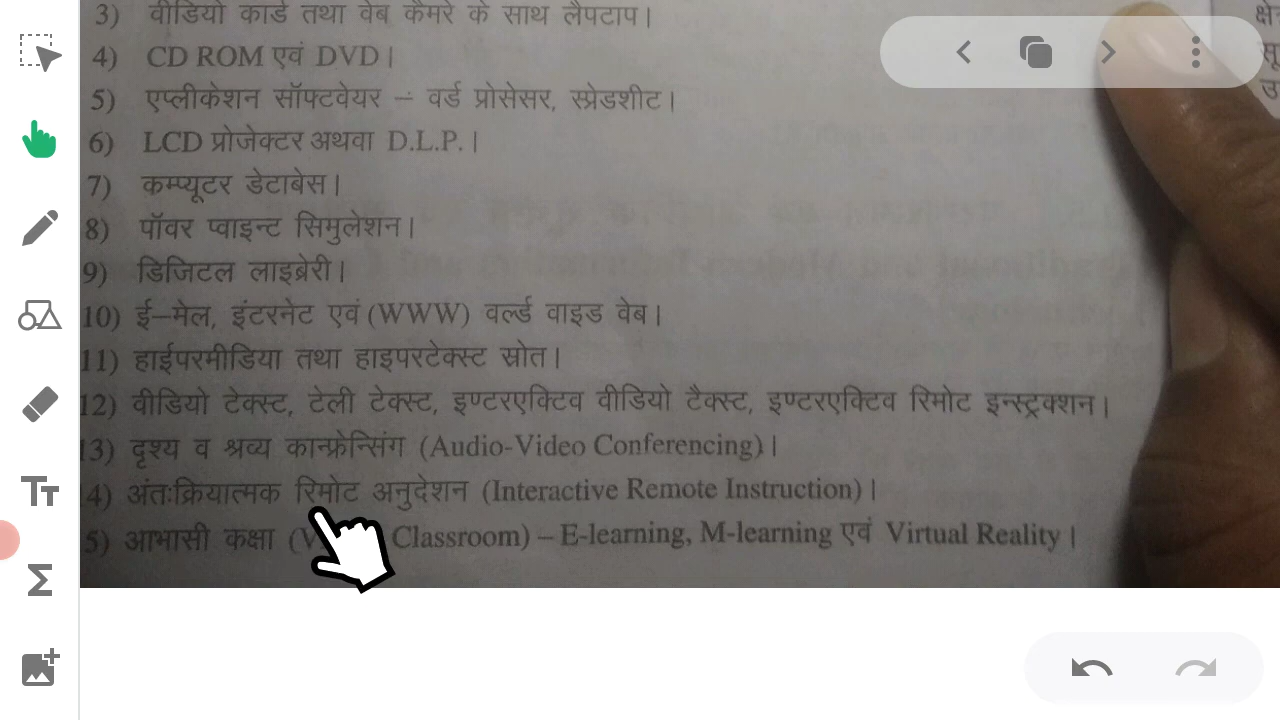 3) वीडियो कार्ड तथा वेब कैमरे के साथ लैपटाप।
4) CD ROM एवं DVD।
5) एप्लीकेशन सॉफ्टवेयर – वर्ड प्रोसेसर, स्प्रेडशीट।
6) LCD प्रोजेक्टर अथवा D.L.P.।
7) कम्प्यूटर डेटाबेस।
8) पॉवर प्वाइन्ट सिमुलेशन।
9) डिजिटल लाइब्रेरी।
10) ई–मेल, इंटरनेट एवं (WWW) वर्ल्ड वाइड वेब।
11) हाईपरमीडिया तथा हाइपरटेक्स्ट स्रोत।
12) वीडियो टेक्स्ट, टेली टेक्स्ट, इण्टरएक्टिव वीडियो टैक्स्ट, इण्टरएक्टिव रिमोट इन्स्ट्रक्शन।
13) दृश्य व श्रव्य कान्फ्रेन्सिंग (Audio-Video Conferencing)।
4) अंतःक्रियात्मक रिमोट अनुदेशन (Interactive Remote Instruction)।
5) आभासी कक्षा ( Classroom) – E-learning, M-learning एवं Virtual Reality।